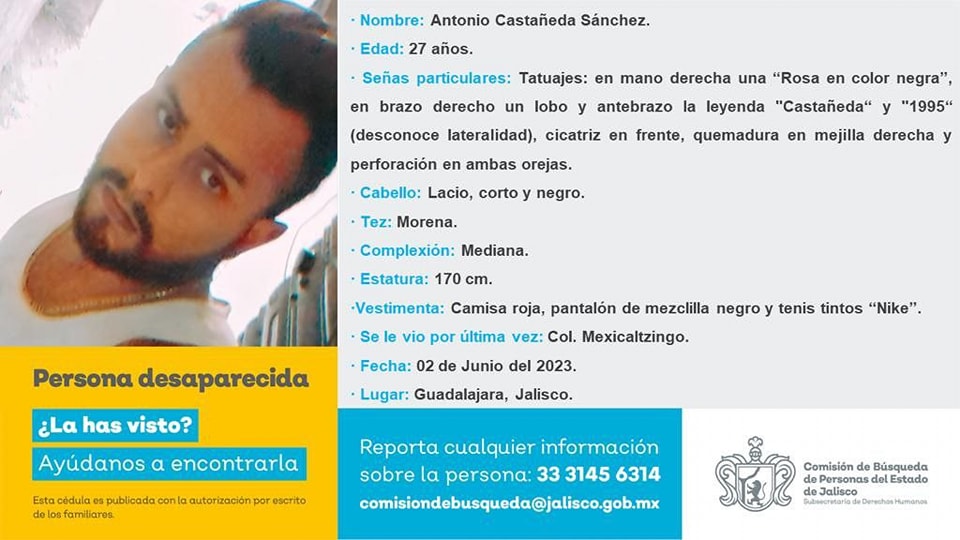 · Nombre: Antonio Castañeda Sánchez.
· Edad: 27 años.
· Señas particulares: Tatuajes: en mano derecha una “Rosa en color negra”,
en brazo derecho un lobo y antebrazo la leyenda "Castañeda“ y "1995“
(desconoce lateralidad), cicatriz en frente, quemadura en mejilla derecha y
perforación en ambas orejas.
· Cabello: Lacio, corto y negro.
· Tez: Morena.
· Complexión: Mediana.
· Estatura: 170 cm.
·Vestimenta: Camisa roja, pantalón de mezclilla negro y tenis tintos “Nike”.
· Se le vio por última vez: Col. Mexicaltzingo.
· Fecha: 02 de Junio del 2023.
· Lugar: Guadalajara, Jalisco.
Persona desaparecida
¿La has visto?
Ayúdanos a encontrarla
Esta cédula es publicada con la autorización por escrito
de los familiares.
Reporta cualquier información
sobre la persona: 33 3145 6314
comisiondebusqueda@jalisco.gob.mx
Comisión de Búsqueda
de Personas del Estado
de Jalisco
Subsecretaría de Derechos Humanos